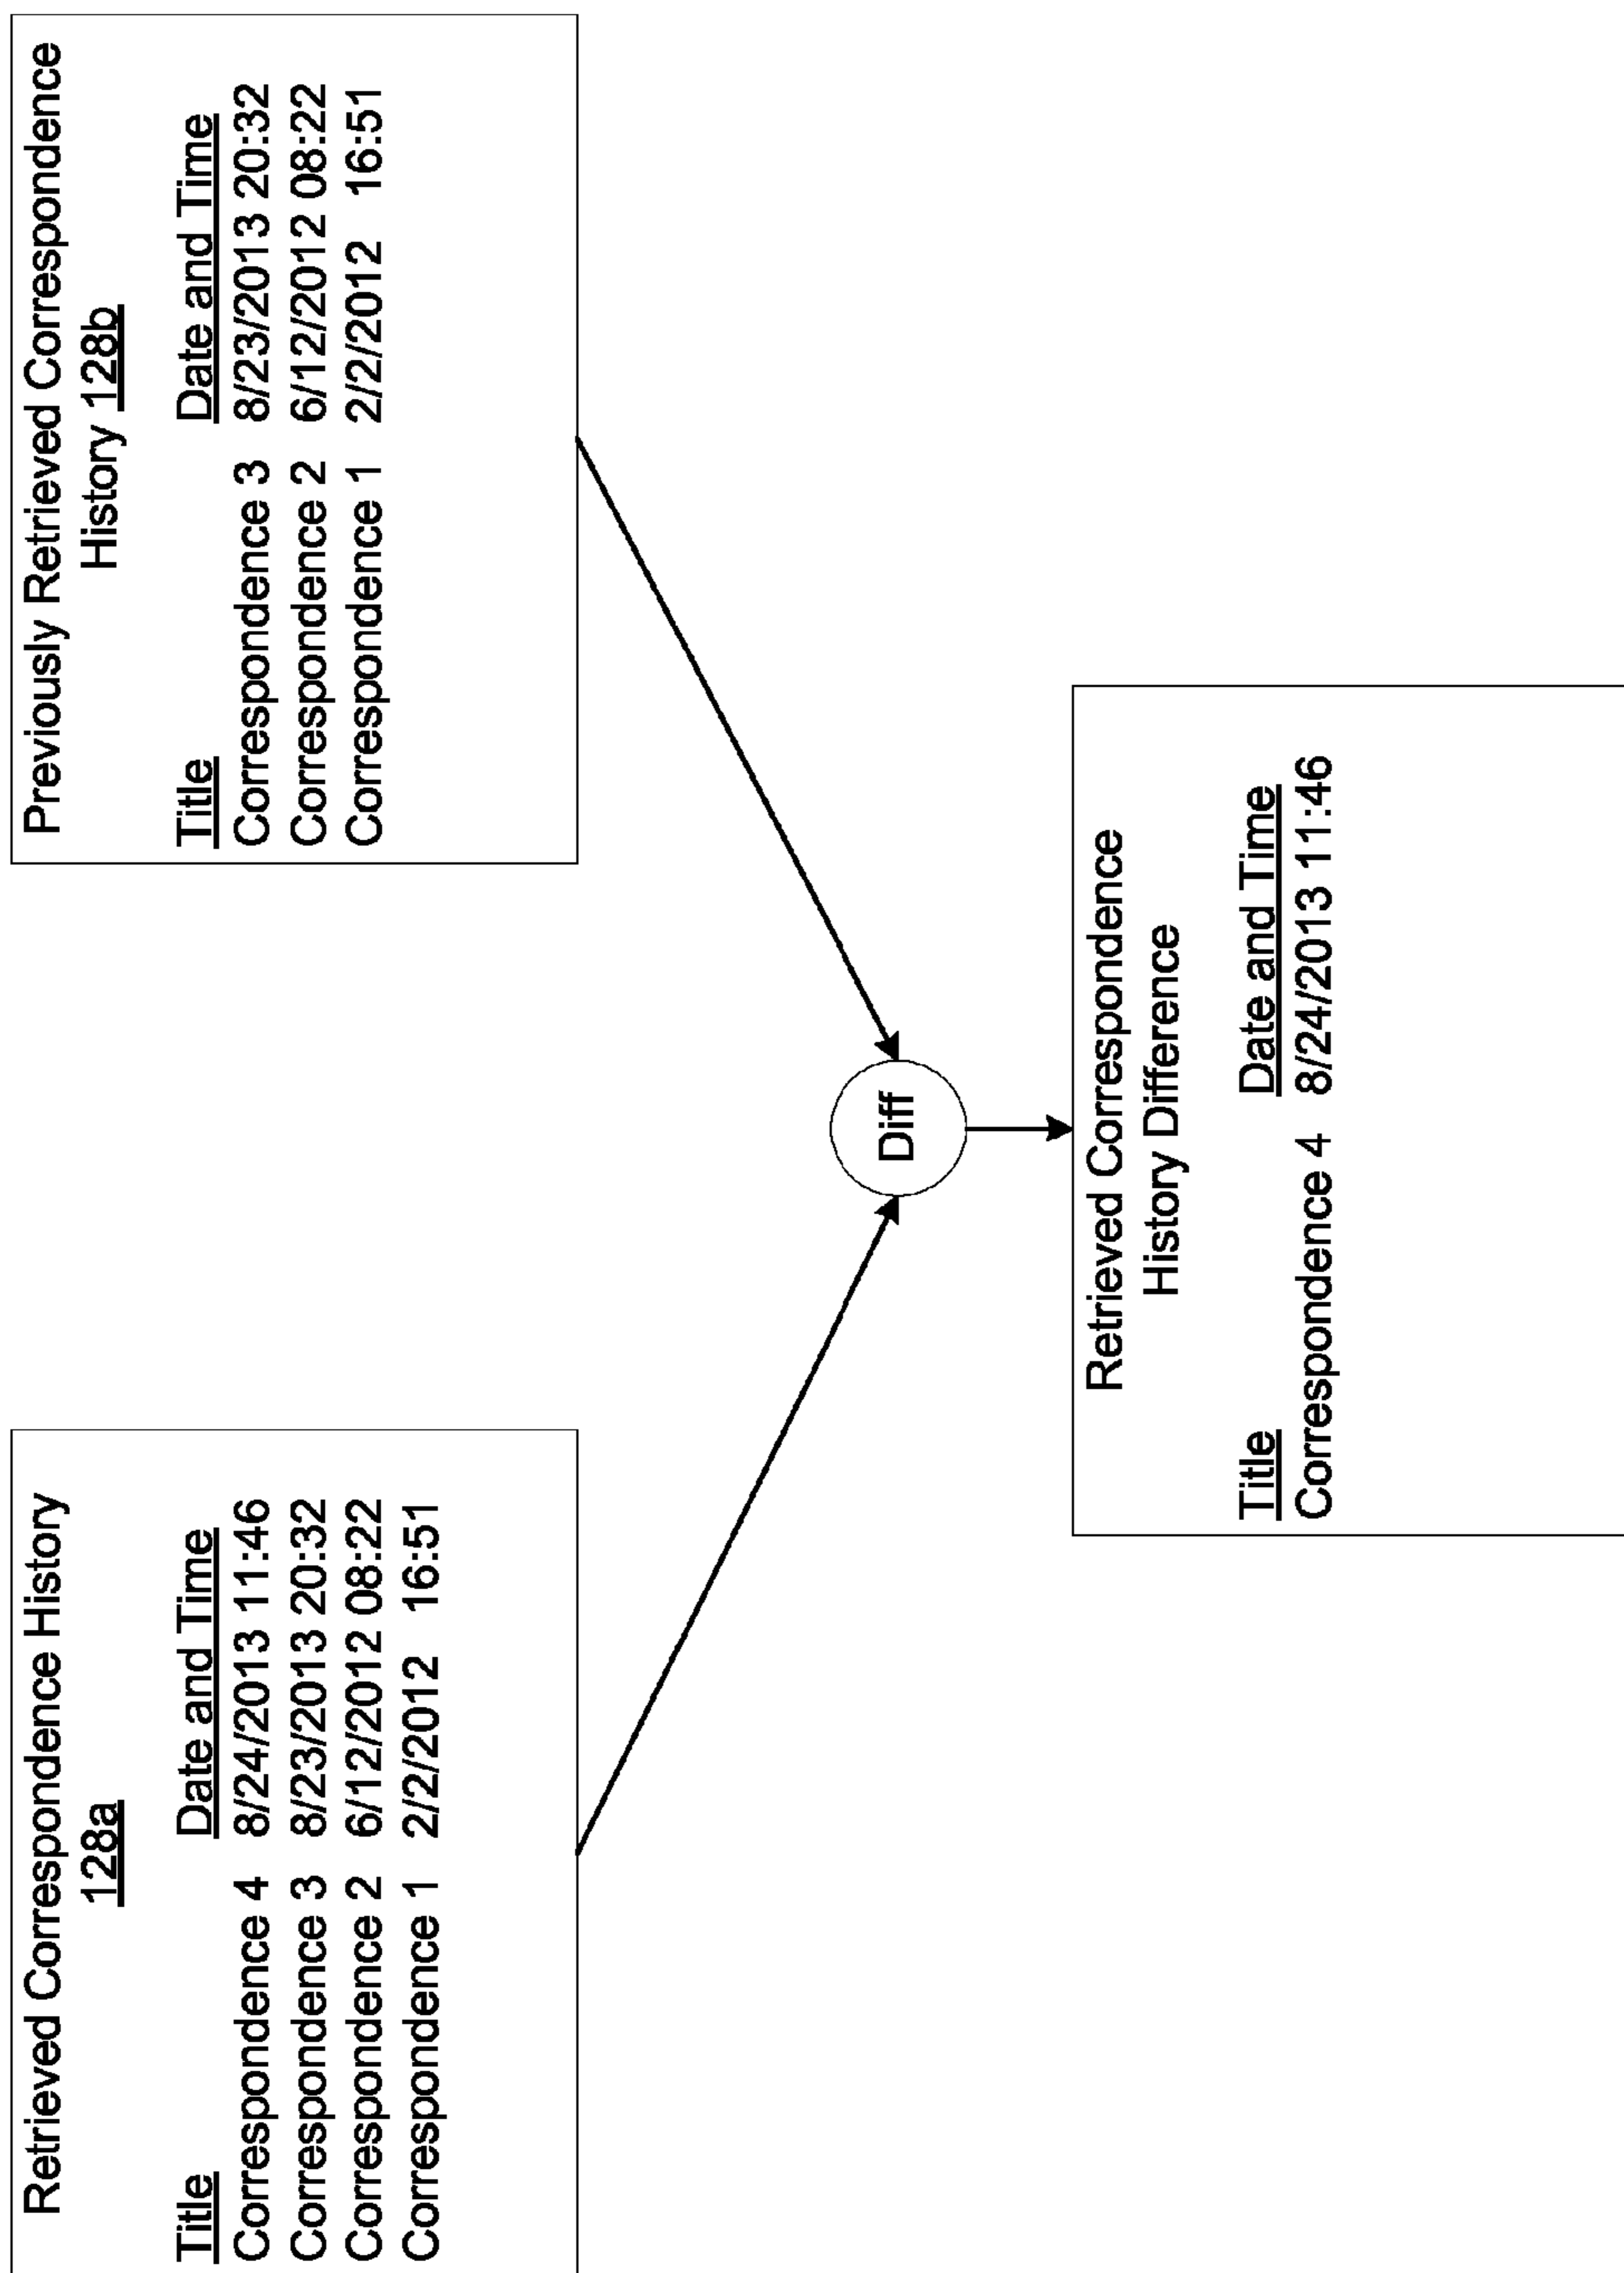 Retrieved Correspondence History
128a
Title Date and Time
Correspondence 4 8/24/2013 11:46
Correspondence 3 8/23/2013 20:32
Correspondence 2 6/12/2012 08:22
Correspondence 1 2/2/2012 16:51
Previously Retrieved Correspondence
History 128b
Title Date and Time
Correspondence 3 8/23/2013 20:32
Correspondence 2 6/12/2012 08:22
Correspondence 1 2/2/2012 16:51
Diff
Retrieved Correspondence
History Difference
Title Date and Time
Correspondence 4 8/24/2013 11:46